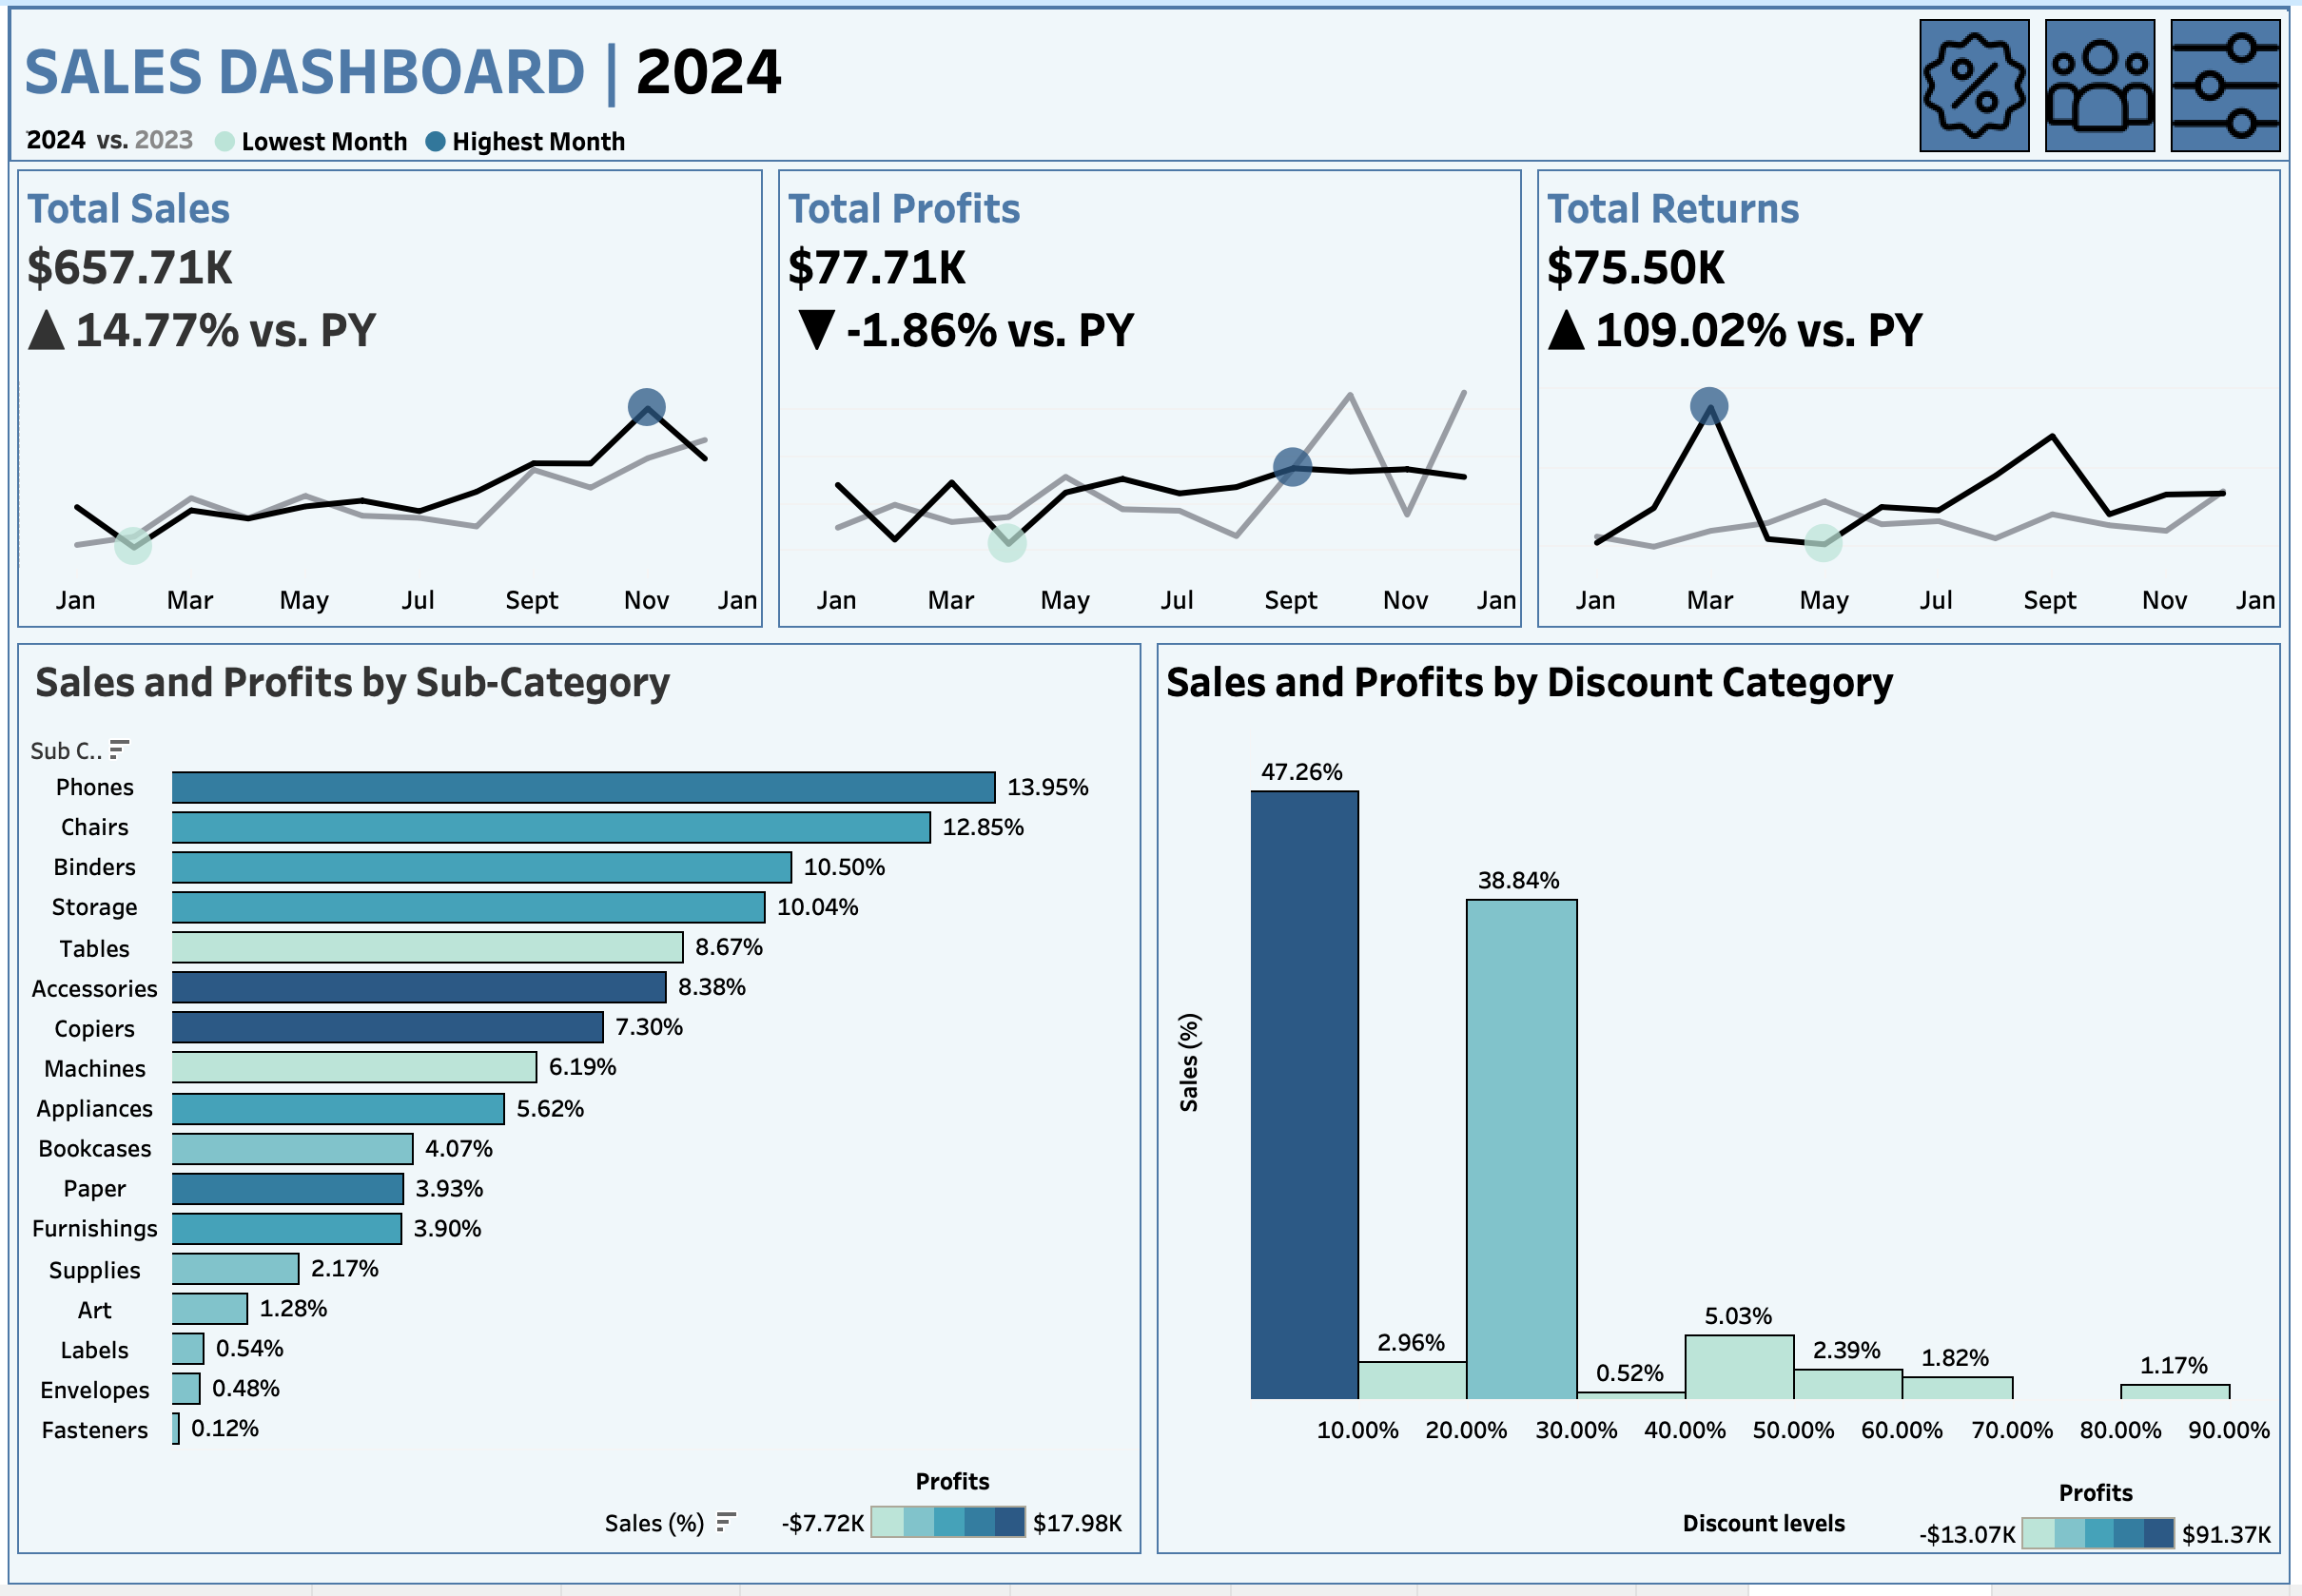 SALES DASHBOARD | 2024
2024 vs. 2023 Lowest Month Highest Month
Total Sales
$657.71K
▲ 14.77% vs. PY
Jan Mar May Jul Sept Nov Jan
Total Profits
$77.71K
▼ -1.86% vs. PY
Jan Mar May Jul Sept Nov Jan
Total Returns
$75.50K
▲ 109.02% vs. PY
Jan Mar May Jul Sept Nov Jan
Sales and Profits by Sub-Category
Sub C..
Phones 13.95%
Chairs 12.85%
Binders 10.50%
Storage 10.04%
Tables 8.67%
Accessories 8.38%
Copiers 7.30%
Machines 6.19%
Appliances 5.62%
Bookcases 4.07%
Paper 3.93%
Furnishings 3.90%
Supplies 2.17%
Art 1.28%
Labels 0.54%
Envelopes 0.48%
Fasteners 0.12%
Profits
Sales (%) -$7.72K $17.98K
Sales and Profits by Discount Category
47.26%
38.84%
Sales (%)
5.03%
2.96% 2.39% 1.82%
0.52% 1.17%
10.00% 20.00% 30.00% 40.00% 50.00% 60.00% 70.00% 80.00% 90.00%
Profits
Discount levels -$13.07K $91.37K